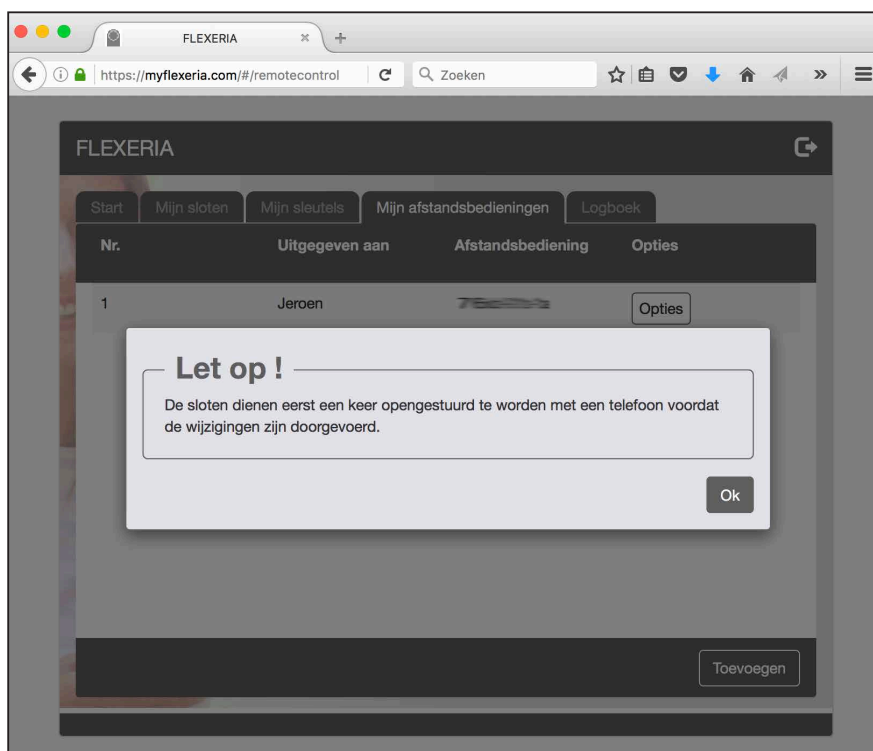 FLEXERIA
https://myflexeria.com/#/remotecontrol
Zoeken
FLEXERIA
Start Mijn sloten Mijn sleutels Mijn afstandsbedieningen Logboek
Nr. Uitgegeven aan Afstandsbediening Opties
1 Jeroen Opties
Let op !
De sloten dienen eerst een keer opengestuurd te worden met een telefoon voordat
de wijzigingen zijn doorgevoerd.
Ok
Toevoegen